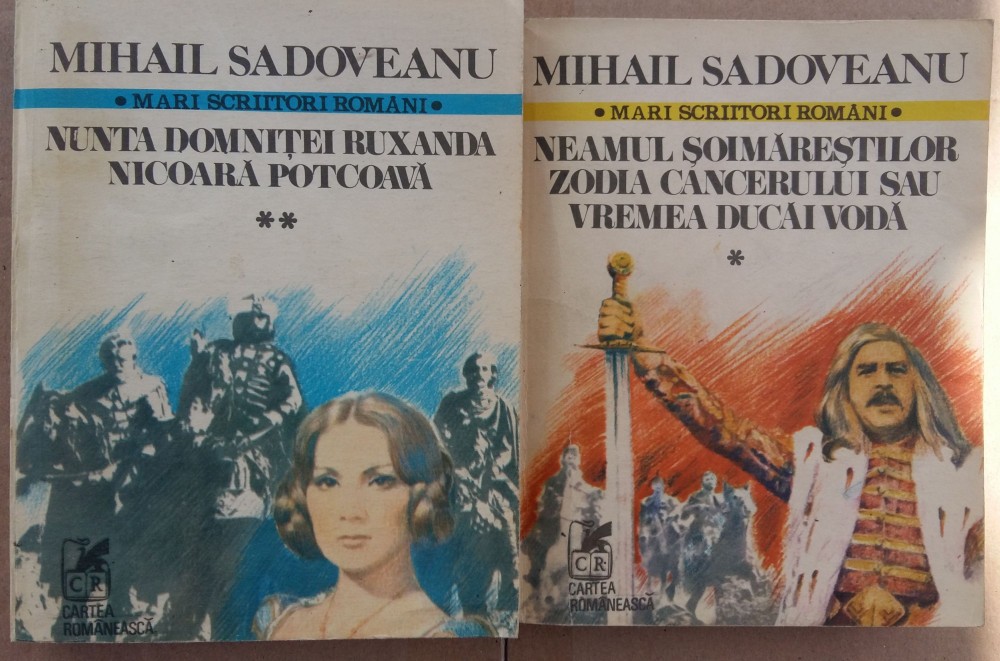 MIHAIL SADOVEANU
• MARI SCRIITORI ROMÂNI •
NUNTA DOMNIȚEI RUXANDA
NICOARĂ POTCOAVĂ
**
CR
CARTEA
ROMÂNEASCĂ
MIHAIL SADOVEANU
• MARI SCRIITORI ROMÂNI •
NEAMUL ȘOIMĂREȘTILOR
ZODIA CANCERULUI SAU
VREMEA DUCĂI VODĂ
*
CR
CARTEA
ROMÂNEASCĂ